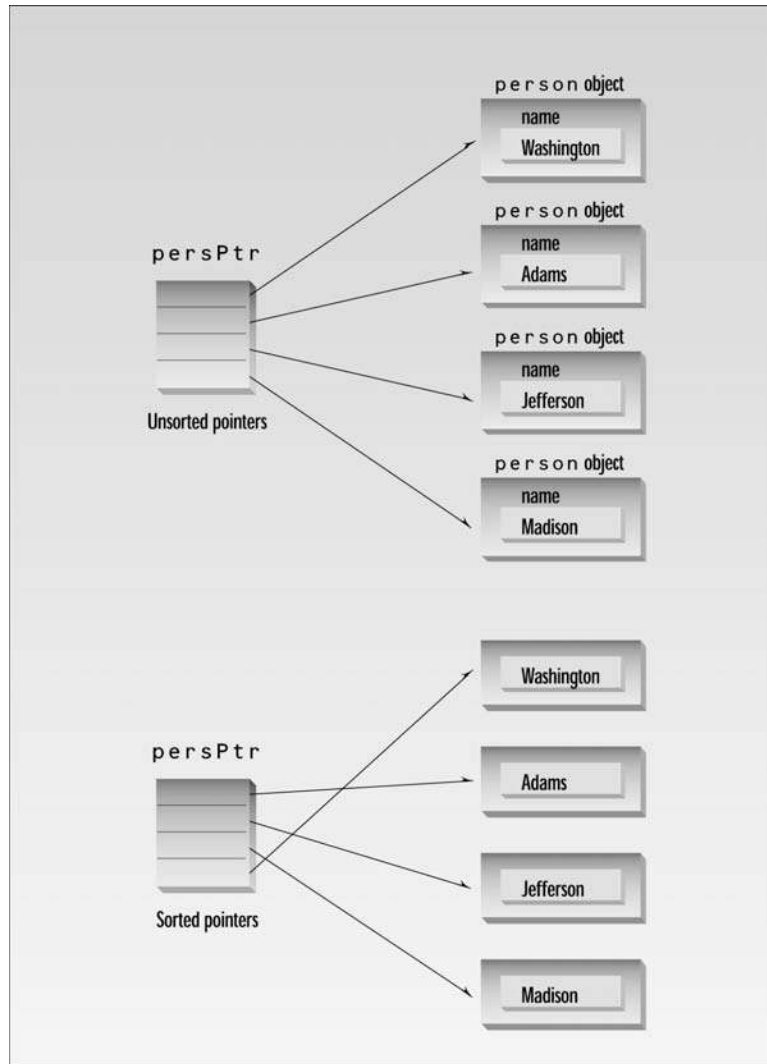 person object
name
Washington
person object
name
Adams
persPtr
person object
name
Jefferson
Unsorted pointers
person object
name
Madison
Washington
persPtr
Adams
Jefferson
Sorted pointers
Madison